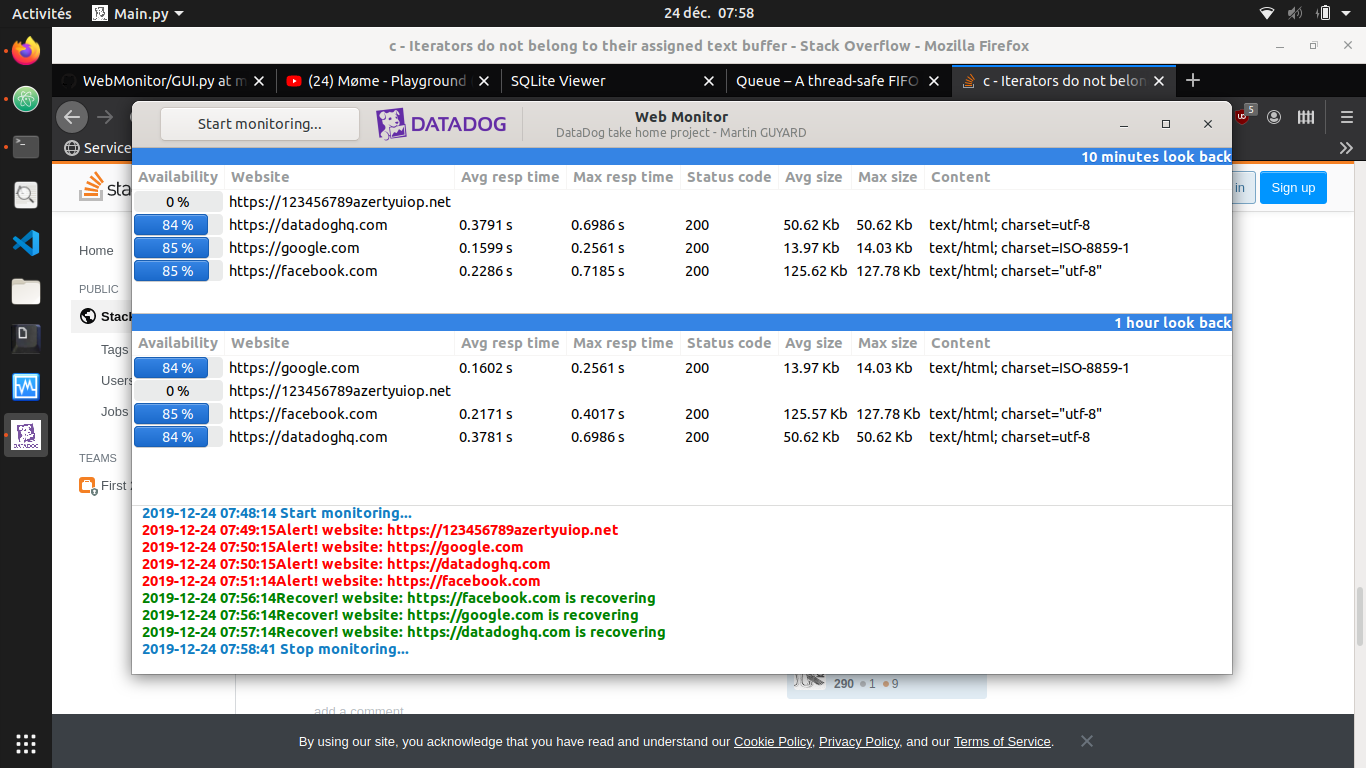 Activités Main.py 24 déc. 07:58
c - Iterators do not belong to their assigned text buffer - Stack Overflow - Mozilla Firefox
WebMonitor/GUI.py at m (24) Møme - Playground SQLite Viewer Queue – A thread-safe FIFO c - Iterators do not belon
Start monitoring... DATADOG Web Monitor
DataDog take home project - Martin GUYARD
5
Service
10 minutes look back
Availability Website Avg resp time Max resp time Status code Avg size Max size Content
0 % https://123456789azertyuiop.net
84 % https://datadoghq.com 0.3791 s 0.6986 s 200 50.62 Kb 50.62 Kb text/html; charset=utf-8
85 % https://google.com 0.1599 s 0.2561 s 200 13.97 Kb 14.03 Kb text/html; charset=ISO-8859-1
85 % https://facebook.com 0.2286 s 0.7185 s 200 125.62 Kb 127.78 Kb text/html; charset="utf-8"
1 hour look back
Availability Website Avg resp time Max resp time Status code Avg size Max size Content
84 % https://google.com 0.1602 s 0.2561 s 200 13.97 Kb 14.03 Kb text/html; charset=ISO-8859-1
0 % https://123456789azertyuiop.net
85 % https://facebook.com 0.2171 s 0.4017 s 200 125.57 Kb 127.78 Kb text/html; charset="utf-8"
84 % https://datadoghq.com 0.3781 s 0.6986 s 200 50.62 Kb 50.62 Kb text/html; charset=utf-8
2019-12-24 07:48:14 Start monitoring...
2019-12-24 07:49:15Alert! website: https://123456789azertyuiop.net
2019-12-24 07:50:15Alert! website: https://google.com
2019-12-24 07:50:15Alert! website: https://datadoghq.com
2019-12-24 07:51:14Alert! website: https://facebook.com
2019-12-24 07:56:14Recover! website: https://facebook.com is recovering
2019-12-24 07:56:14Recover! website: https://google.com is recovering
2019-12-24 07:57:14Recover! website: https://datadoghq.com is recovering
2019-12-24 07:58:41 Stop monitoring...
stac
in Sign up
Home
PUBLIC
Stack
Tags
Users
Jobs
TEAMS
First
290 1 9
add a comment
By using our site, you acknowledge that you have read and understand our Cookie Policy, Privacy Policy, and our Terms of Service.
DATADOG